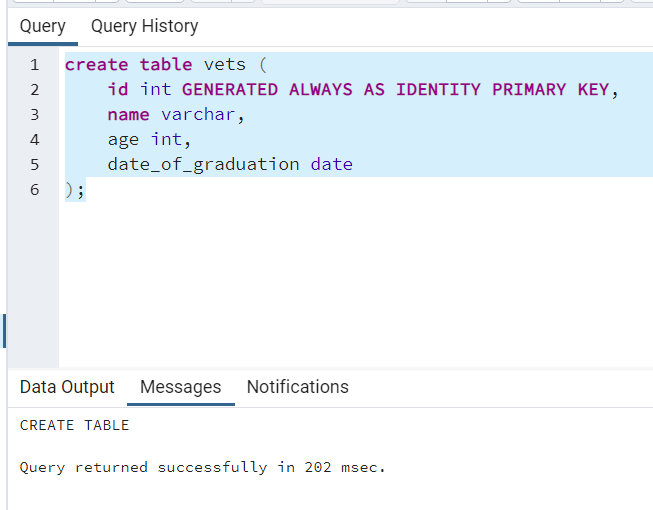 Query Query History
1 create table vets (
2 id int GENERATED ALWAYS AS IDENTITY PRIMARY KEY,
3 name varchar,
4 age int,
5 date_of_graduation date
6 );
Data Output Messages Notifications
CREATE TABLE
Query returned successfully in 202 msec.